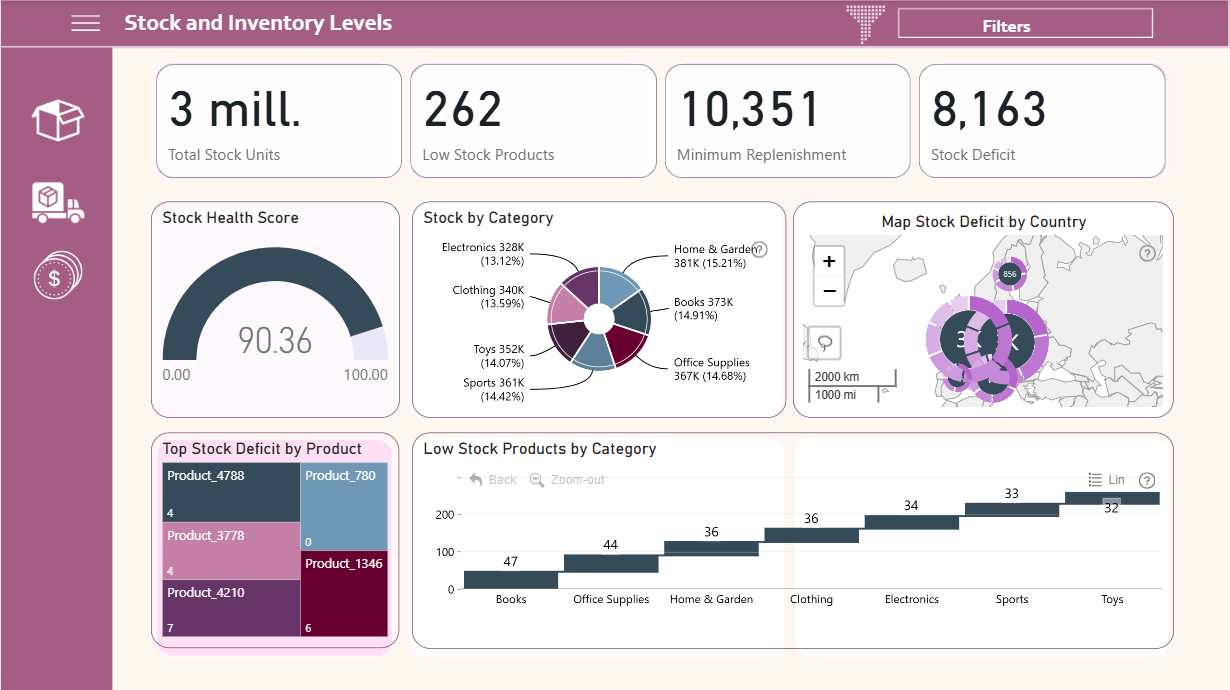 Stock and Inventory Levels
Filters
3 mill.
Total Stock Units
262
Low Stock Products
10,351
Minimum Replenishment
8,163
Stock Deficit
Stock Health Score
90.36
0.00
100.00
Stock by Category
Electronics 328K
(13.12%)
Clothing 340K
(13.59%)
Toys 352K
(14.07%)
Sports 361K
(14.42%)
Home & Garden
381K (15.21%)
Books 373K
(14.91%)
Office Supplies
367K (14.68%)
?
Map Stock Deficit by Country
+
−
?
856
3
K
2000 km
1000 mi
Top Stock Deficit by Product
Product_4788
4
Product_3778
4
Product_4210
7
Product_780
0
Product_1346
6
Low Stock Products by Category
Back
Zoom-out
Lin
?
200
100
0
47
44
36
36
34
33
32
Books
Office Supplies
Home & Garden
Clothing
Electronics
Sports
Toys
$